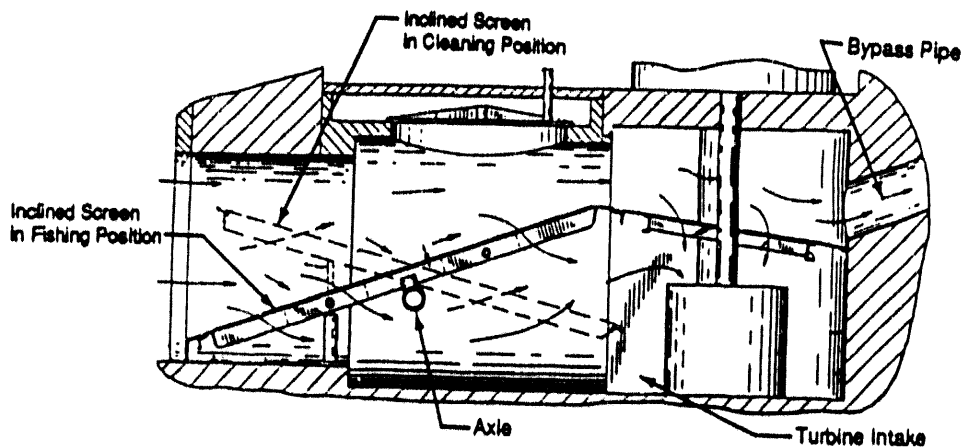 Inclined Screen
in Cleaning Position
Bypass Pipe
Inclined Screen
in Fishing Position
Axle
Turbine Intake